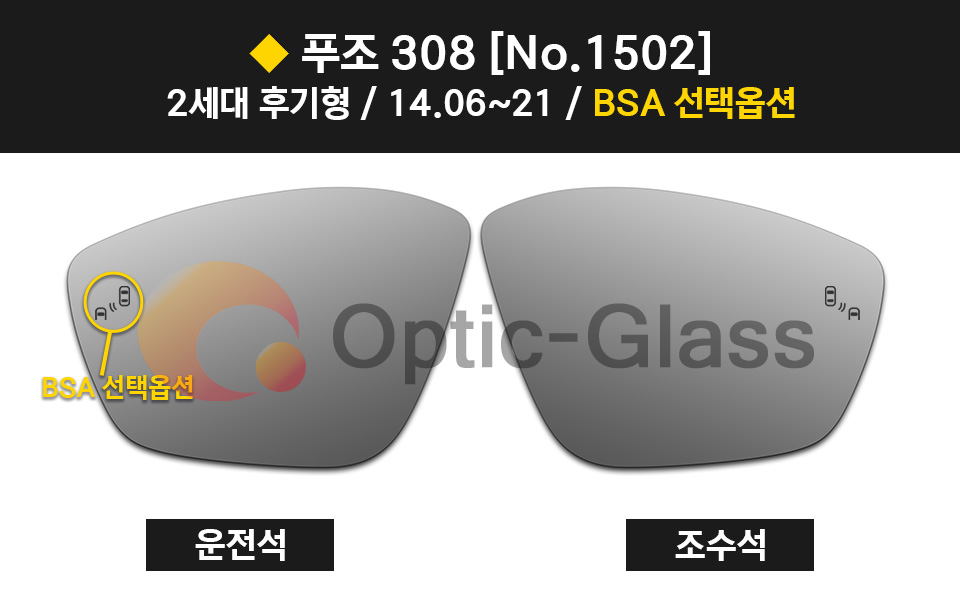 ◆ 푸조 308 [No.1502]
2세대 후기형 / 14.06~21 / BSA 선택옵션
Optic-Glass
BSA 선택옵션
운전석
조수석